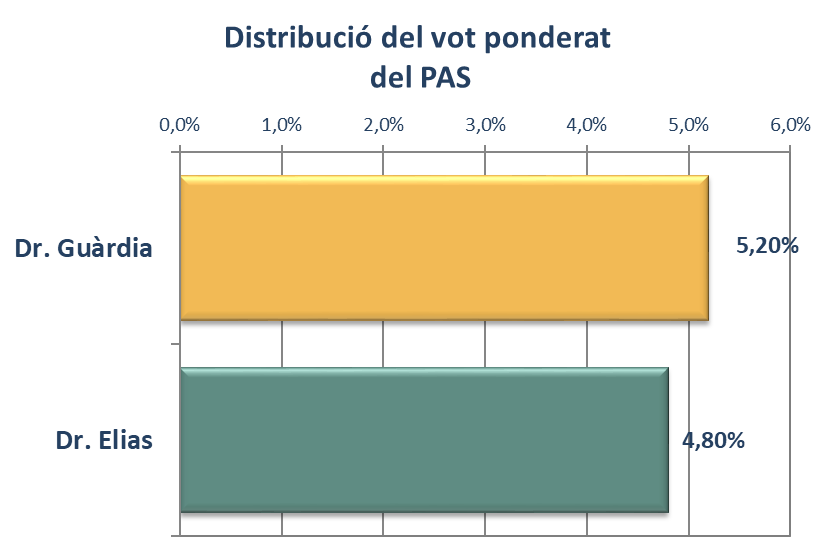 Distribució del vot ponderat
del PAS
0,0% 1,0% 2,0% 3,0% 4,0% 5,0% 6,0%
Dr. Guàrdia 5,20%
Dr. Elias 4,80%